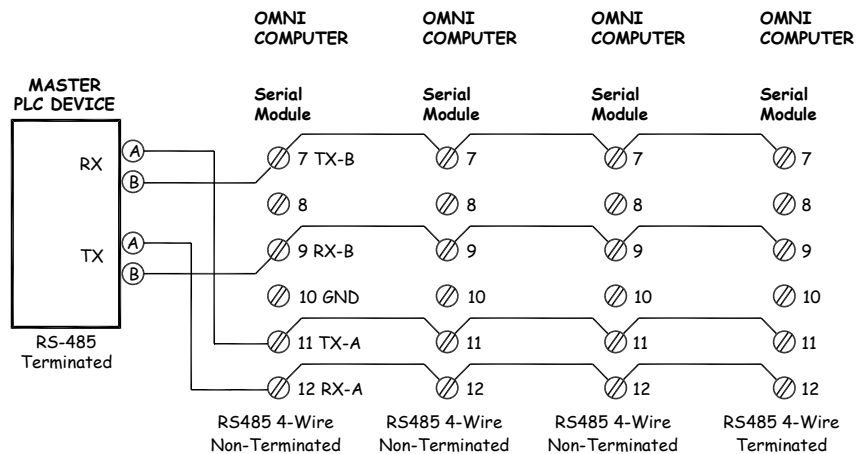 OMNI COMPUTER
OMNI COMPUTER
OMNI COMPUTER
OMNI COMPUTER
MASTER
PLC DEVICE
Serial Module
Serial Module
Serial Module
Serial Module
RX
A
B
TX
A
B
RS-485
Terminated
7 TX-B
7
7
7
8
8
8
8
9 RX-B
9
9
9
10 GND
10
10
10
11 TX-A
11
11
11
12 RX-A
12
12
12
RS485 4-Wire
Non-Terminated
RS485 4-Wire
Non-Terminated
RS485 4-Wire
Non-Terminated
RS485 4-Wire
Terminated